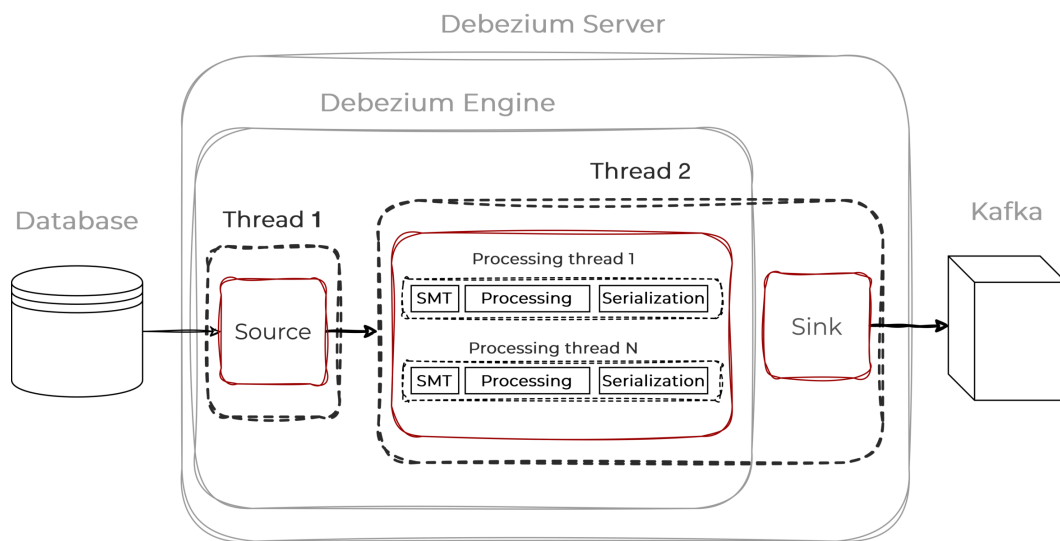 Debezium Server
Debezium Engine
Thread 2
Database
Thread 1
Kafka
Processing thread 1
SMT
Processing
Serialization
Source
Sink
Processing thread N
SMT
Processing
Serialization